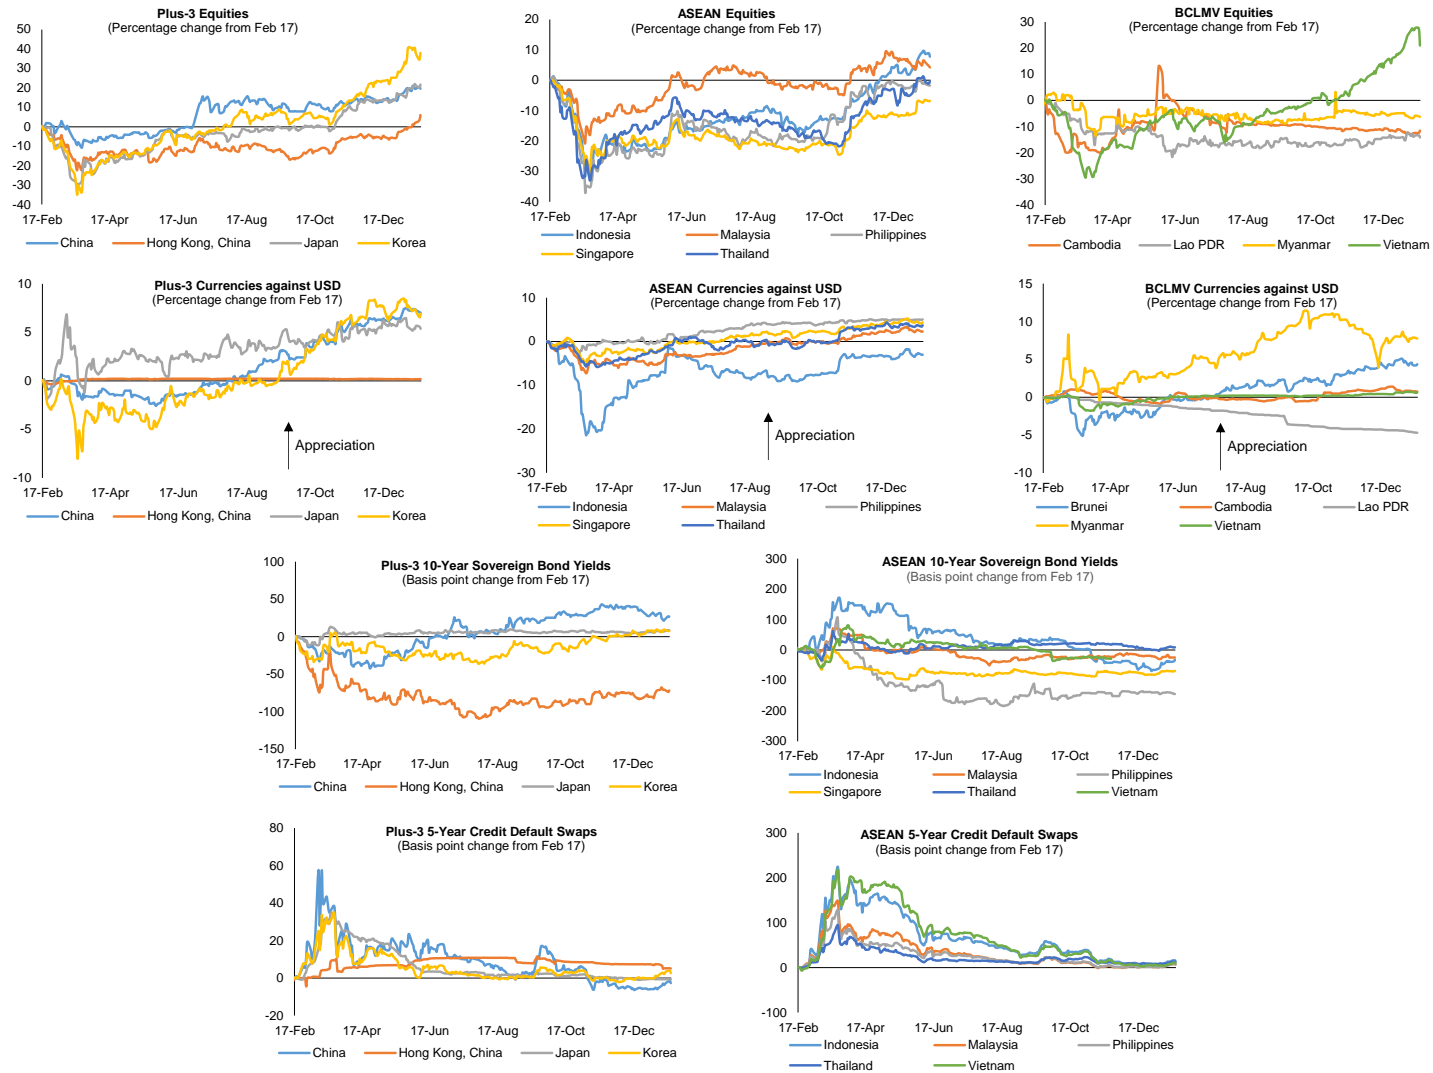 Plus-3 Equities
(Percentage change from Feb 17)
50
40
30
20
10
0
-10
-20
-30
-40
17-Feb 17-Apr 17-Jun 17-Aug 17-Oct 17-Dec
China Hong Kong, China Japan Korea
ASEAN Equities
(Percentage change from Feb 17)
20
10
0
-10
-20
-30
-40
17-Feb 17-Apr 17-Jun 17-Aug 17-Oct 17-Dec
Indonesia Malaysia Philippines
Singapore Thailand
BCLMV Equities
(Percentage change from Feb 17)
30
20
10
0
-10
-20
-30
-40
17-Feb 17-Apr 17-Jun 17-Aug 17-Oct 17-Dec
Cambodia Lao PDR Myanmar Vietnam
Plus-3 Currencies against USD
(Percentage change from Feb 17)
10
5
0
-5
-10
Appreciation
17-Feb 17-Apr 17-Jun 17-Aug 17-Oct 17-Dec
China Hong Kong, China Japan Korea
ASEAN Currencies against USD
(Percentage change from Feb 17)
10
0
-10
-20
-30
Appreciation
17-Feb 17-Apr 17-Jun 17-Aug 17-Oct 17-Dec
Indonesia Malaysia Philippines
Singapore Thailand
BCLMV Currencies against USD
(Percentage change from Feb 17)
15
10
5
0
-5
-10
Appreciation
17-Feb 17-Apr 17-Jun 17-Aug 17-Oct 17-Dec
Brunei Cambodia Lao PDR
Myanmar Vietnam
Plus-3 10-Year Sovereign Bond Yields
(Basis point change from Feb 17)
100
50
0
-50
-100
-150
17-Feb 17-Apr 17-Jun 17-Aug 17-Oct 17-Dec
China Hong Kong, China Japan Korea
ASEAN 10-Year Sovereign Bond Yields
(Basis point change from Feb 17)
300
200
100
0
-100
-200
-300
17-Feb 17-Apr 17-Jun 17-Aug 17-Oct 17-Dec
Indonesia Malaysia Philippines
Singapore Thailand Vietnam
Plus-3 5-Year Credit Default Swaps
(Basis point change from Feb 17)
80
60
40
20
0
-20
17-Feb 17-Apr 17-Jun 17-Aug 17-Oct 17-Dec
China Hong Kong, China Japan Korea
ASEAN 5-Year Credit Default Swaps
(Basis point change from Feb 17)
300
200
100
0
-100
17-Feb 17-Apr 17-Jun 17-Aug 17-Oct 17-Dec
Indonesia Malaysia Philippines
Thailand Vietnam